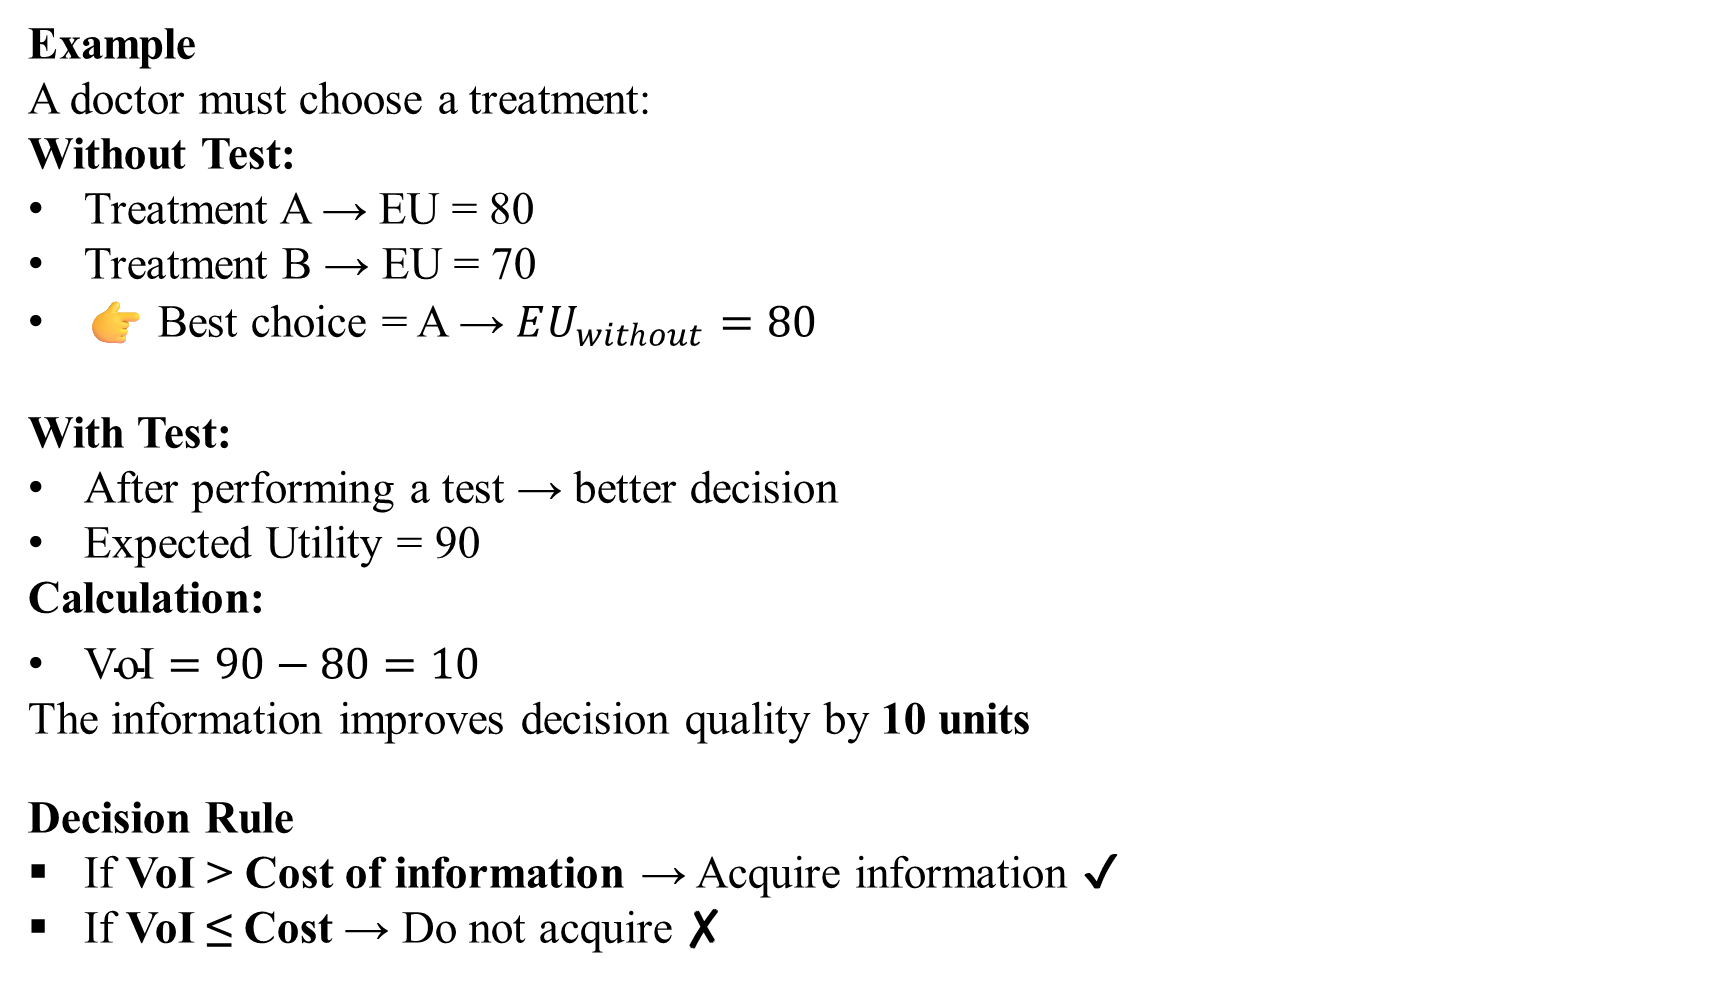 Example
A doctor must choose a treatment:
Without Test:
• Treatment A → EU = 80
• Treatment B → EU = 70
• 👉 Best choice = A → EU_without = 80
With Test:
• After performing a test → better decision
• Expected Utility = 90
Calculation:
• VoI = 90 − 80 = 10
The information improves decision quality by 10 units
Decision Rule
▪ If VoI > Cost of information → Acquire information ✓
▪ If VoI ≤ Cost → Do not acquire ✗